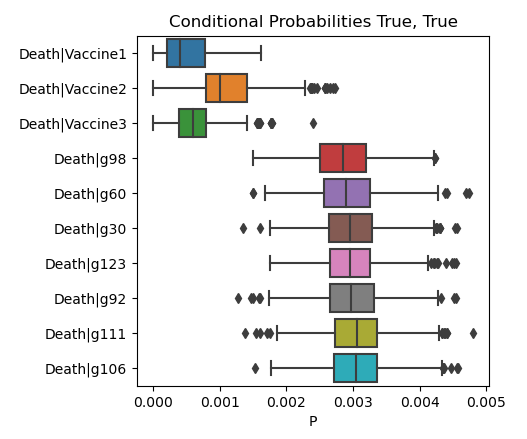 Conditional Probabilities True, True
Death|Vaccine1
Death|Vaccine2
Death|Vaccine3
Death|g98
Death|g60
Death|g30
Death|g123
Death|g92
Death|g111
Death|g106
0.000 0.001 0.002 0.003 0.004 0.005
P